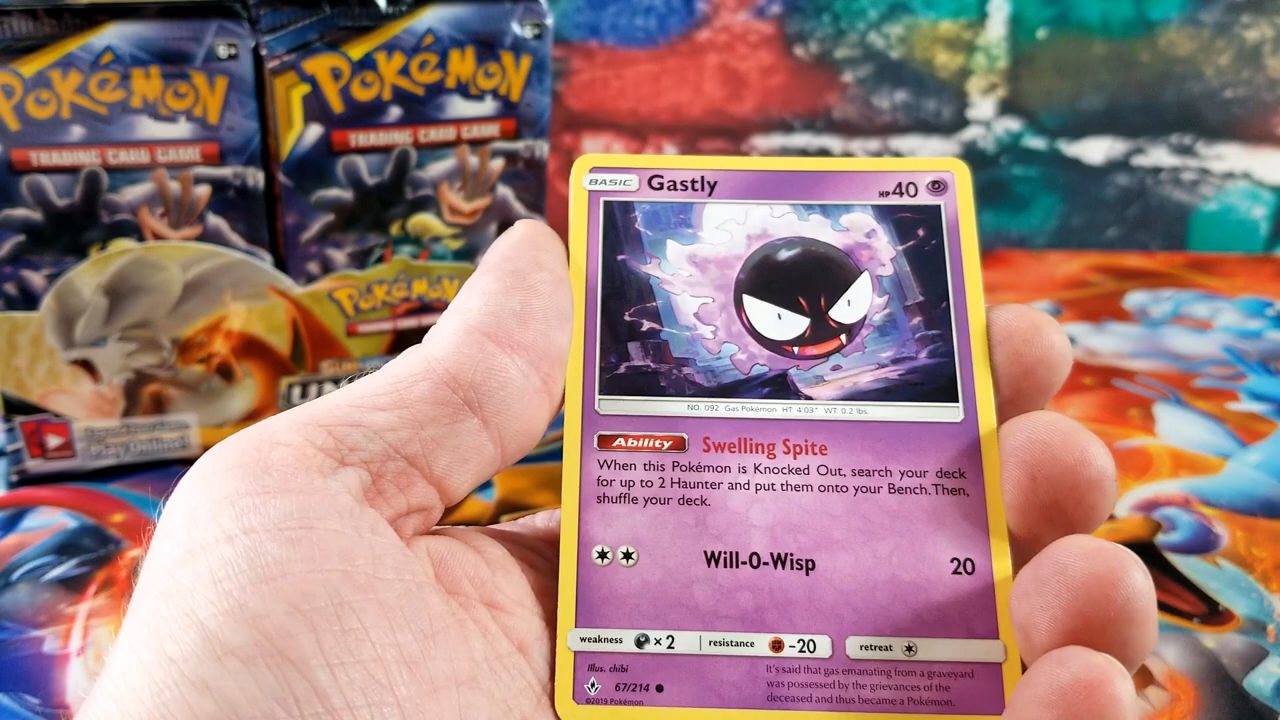 POKéMON
TRADING CARD GAME
POKéMON
TRADING CARD GAME
POKéMON
Play Online!
BASIC Gastly HP 40
NO. 092 Gas Pokémon HT: 4'03" WT: 0.2 lbs.
Ability Swelling Spite
When this Pokémon is Knocked Out, search your deck
for up to 2 Haunter and put them onto your Bench. Then,
shuffle your deck.
Will-O-Wisp 20
weakness ×2 resistance -20 retreat
Illus. chibi
67/214
©2019 Pokémon
It's said that gas emanating from a graveyard
was possessed by the grievances of the
deceased and thus became a Pokémon.